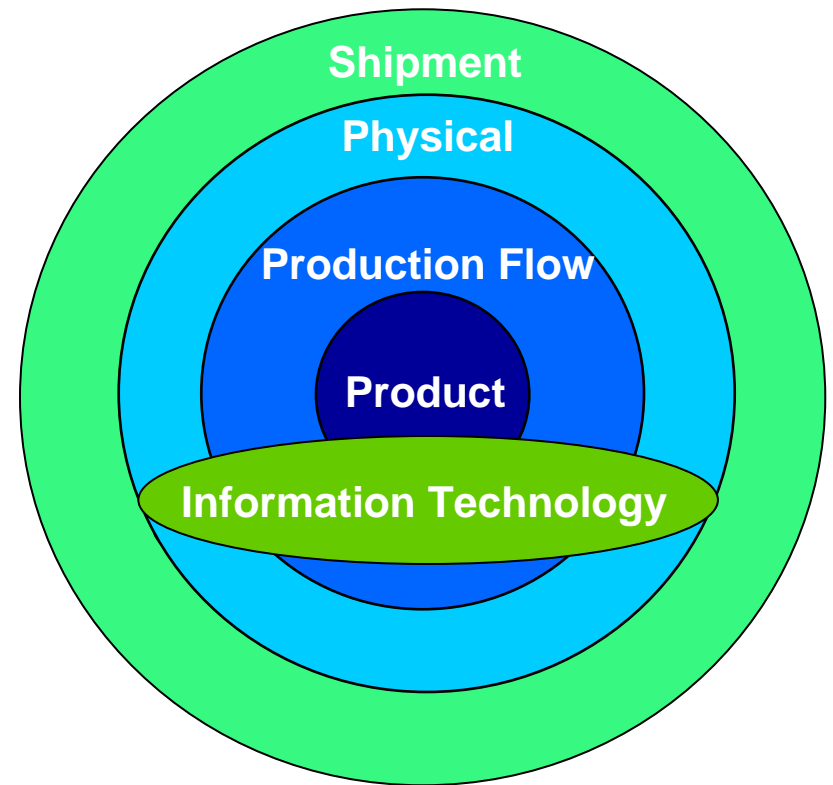 Shipment
Physical
Production Flow
Product
Information Technology